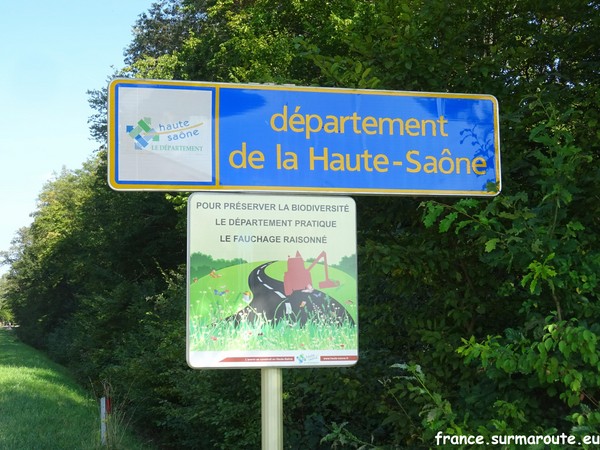 haute
saône
LE DÉPARTEMENT
département
de la Haute-Saône
POUR PRÉSERVER LA BIODIVERSITÉ
LE DÉPARTEMENT PRATIQUE
LE FAUCHAGE RAISONNÉ
france.surmaroute.eu